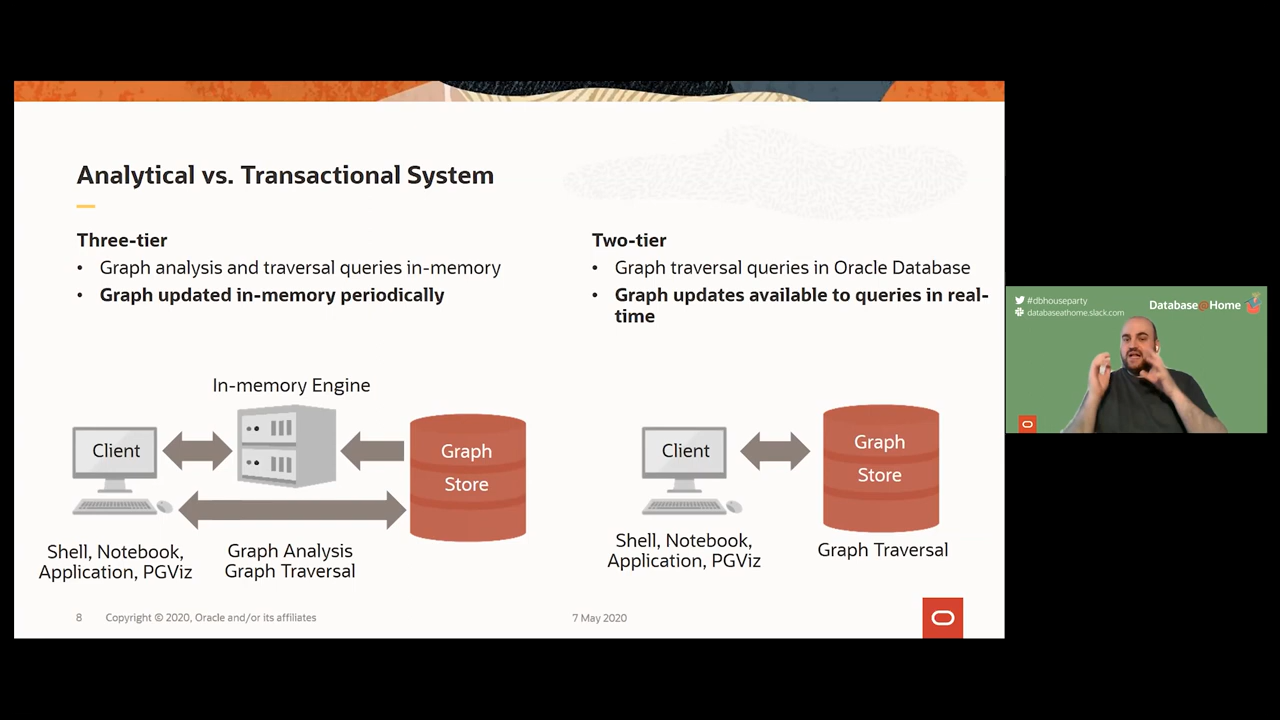 Analytical vs. Transactional System
Three-tier
• Graph analysis and traversal queries in-memory
• Graph updated in-memory periodically
Two-tier
• Graph traversal queries in Oracle Database
• Graph updates available to queries in real-
time
In-memory Engine
Client
Graph
Store
Shell, Notebook,
Application, PGViz
Graph Analysis
Graph Traversal
Client
Graph
Store
Shell, Notebook,
Application, PGViz
Graph Traversal
8 Copyright © 2020, Oracle and/or its affiliates
7 May 2020
#dbhouseparty
databaseathome.slack.com
Database@Home